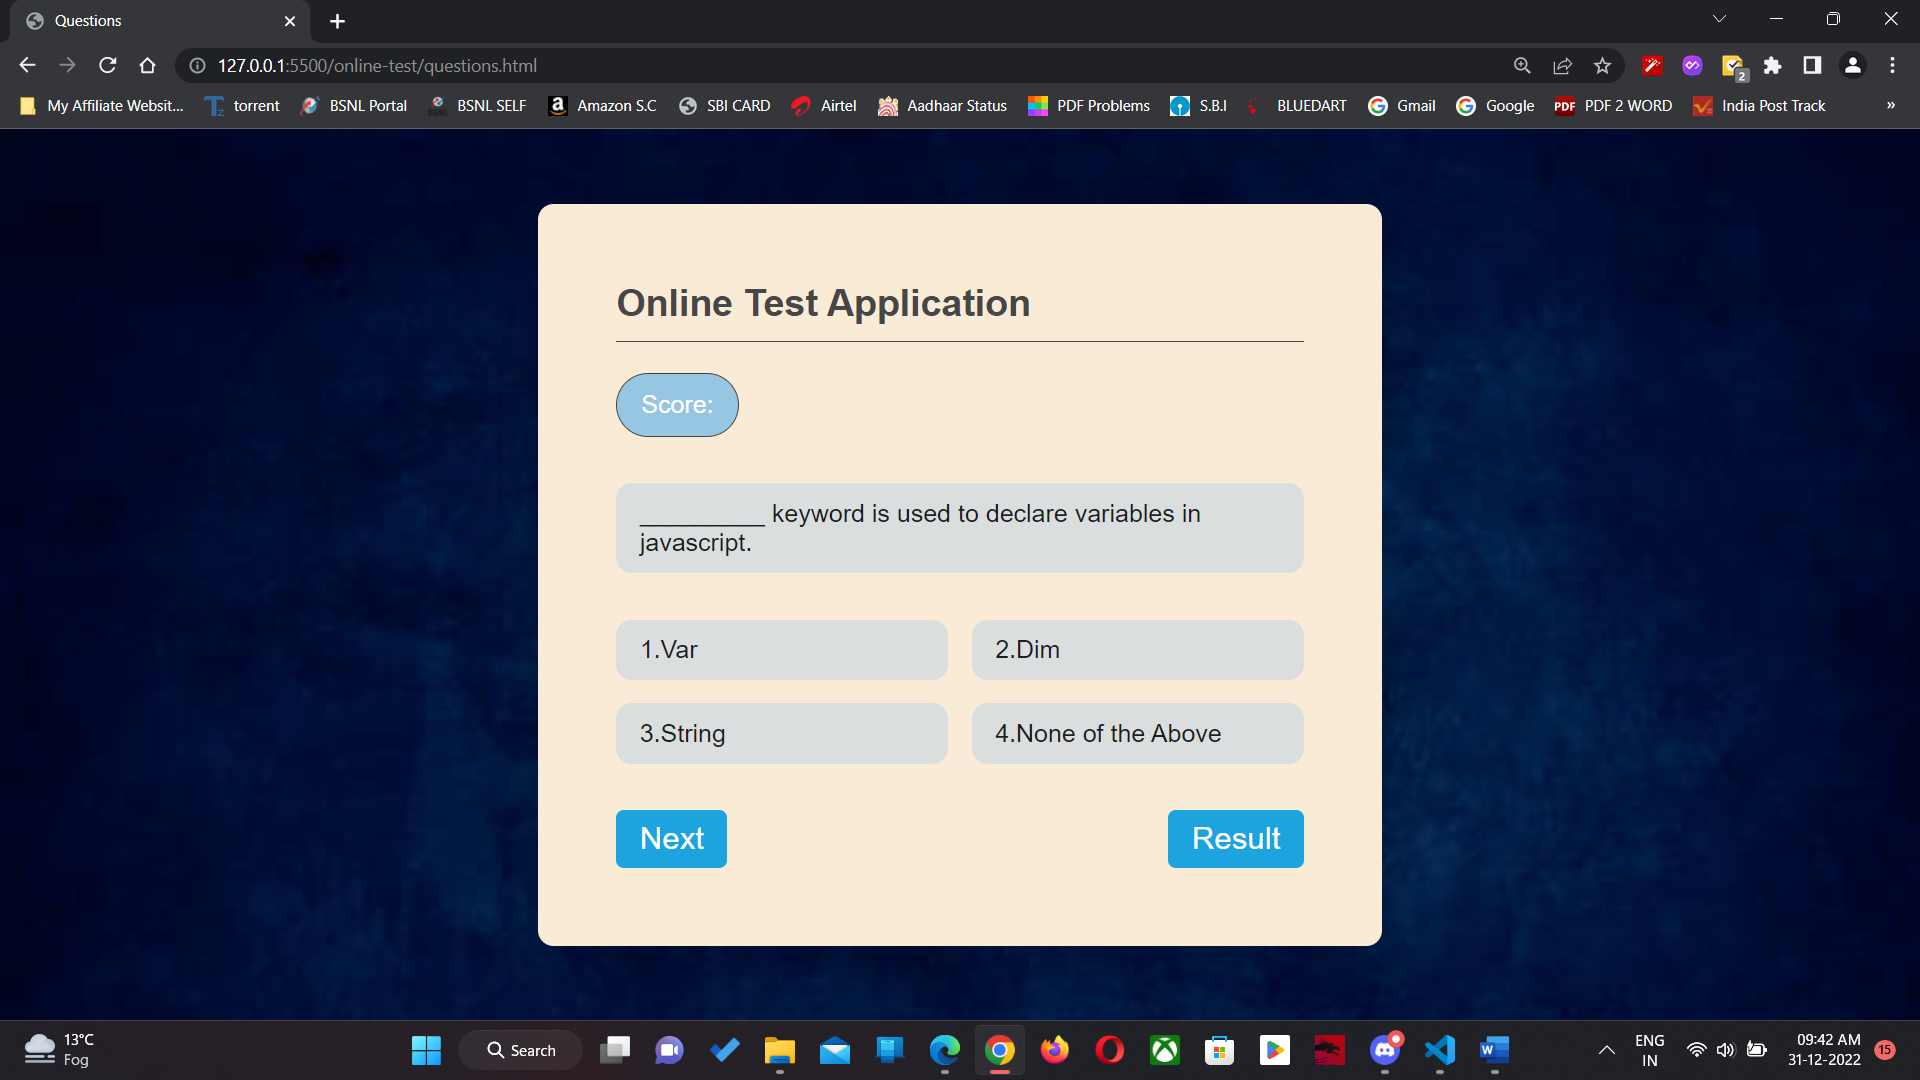 Questions
127.0.0.1:5500/online-test/questions.html
2
My Affiliate Websit...
torrent
BSNL Portal
BSNL SELF
Amazon S.C
SBI CARD
Airtel
Aadhaar Status
PDF Problems
S.B.I
BLUEDART
Gmail
Google
PDF
PDF 2 WORD
India Post Track
»
Online Test Application
Score:
_________ keyword is used to declare variables in
javascript.
1.Var
2.Dim
3.String
4.None of the Above
Next
Result
13°C
Fog
Search
ENG
IN
09:42 AM
31-12-2022
15